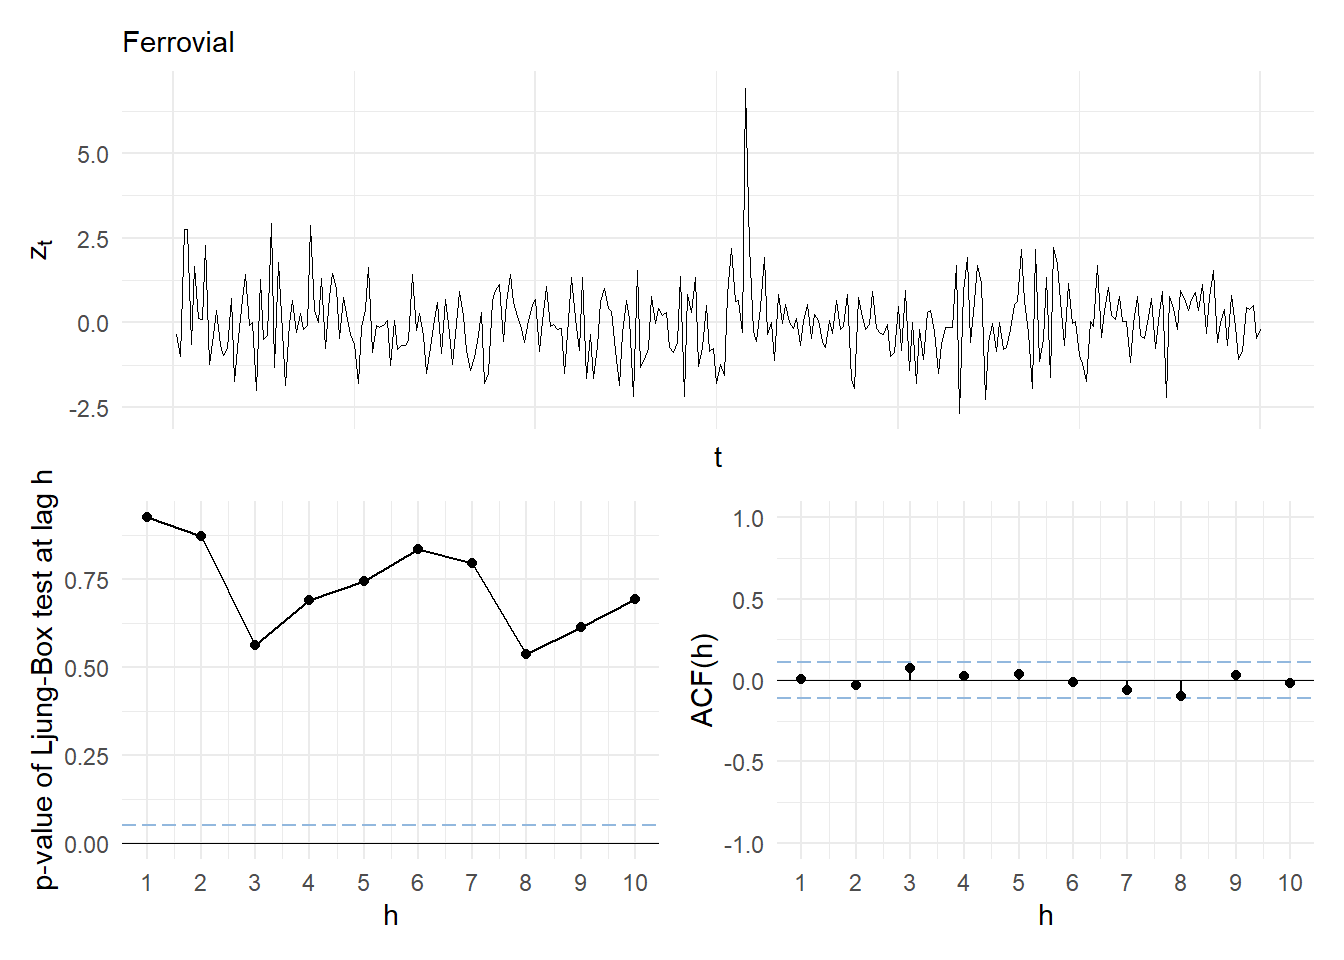 Ferrovial
z_t
5.0
2.5
0.0
-2.5
t
p-value of Ljung-Box test at lag h
0.75
0.50
0.25
0.00
1 2 3 4 5 6 7 8 9 10
h
ACF(h)
1.0
0.5
0.0
-0.5
-1.0
1 2 3 4 5 6 7 8 9 10
h